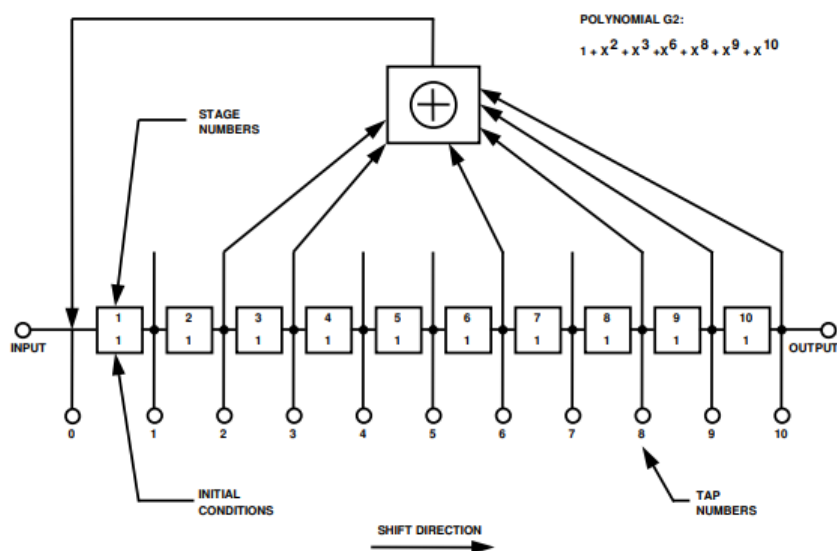 POLYNOMIAL G2:
1 + X2 + X3 +X6 + X8 + X9 + X10
STAGE
NUMBERS
1 2 3 4 5 6 7 8 9 10
1 1 1 1 1 1 1 1 1 1
INPUT
OUTPUT
0 1 2 3 4 5 6 7 8 9 10
INITIAL
CONDITIONS
TAP
NUMBERS
SHIFT DIRECTION